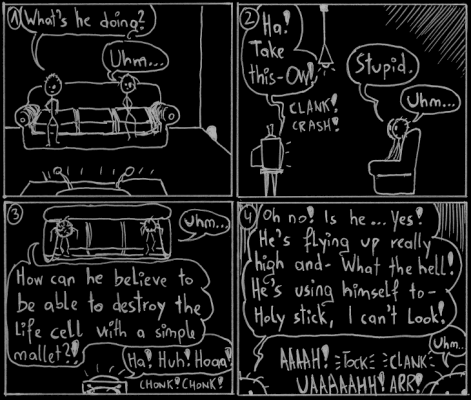 1
What's he doing?
Uhm...
2
Ha!
Take
this-Ow!
CLANK!
CRASH!
Stupid.
Uhm...
3
Uhm...
How can he believe to
be able to destroy the
life cell with a simple
mallet?!
Ha! Huh! Hoaa!
CHONK! CHONK!
4
Oh no! Is he... Yes!
He's flying up really
high and- What the hell!
He's using himself to-
Holy stick, I can't look!
Uhm..
AAAAH! TOCK CLANK
UAAAAAHH! ARR!